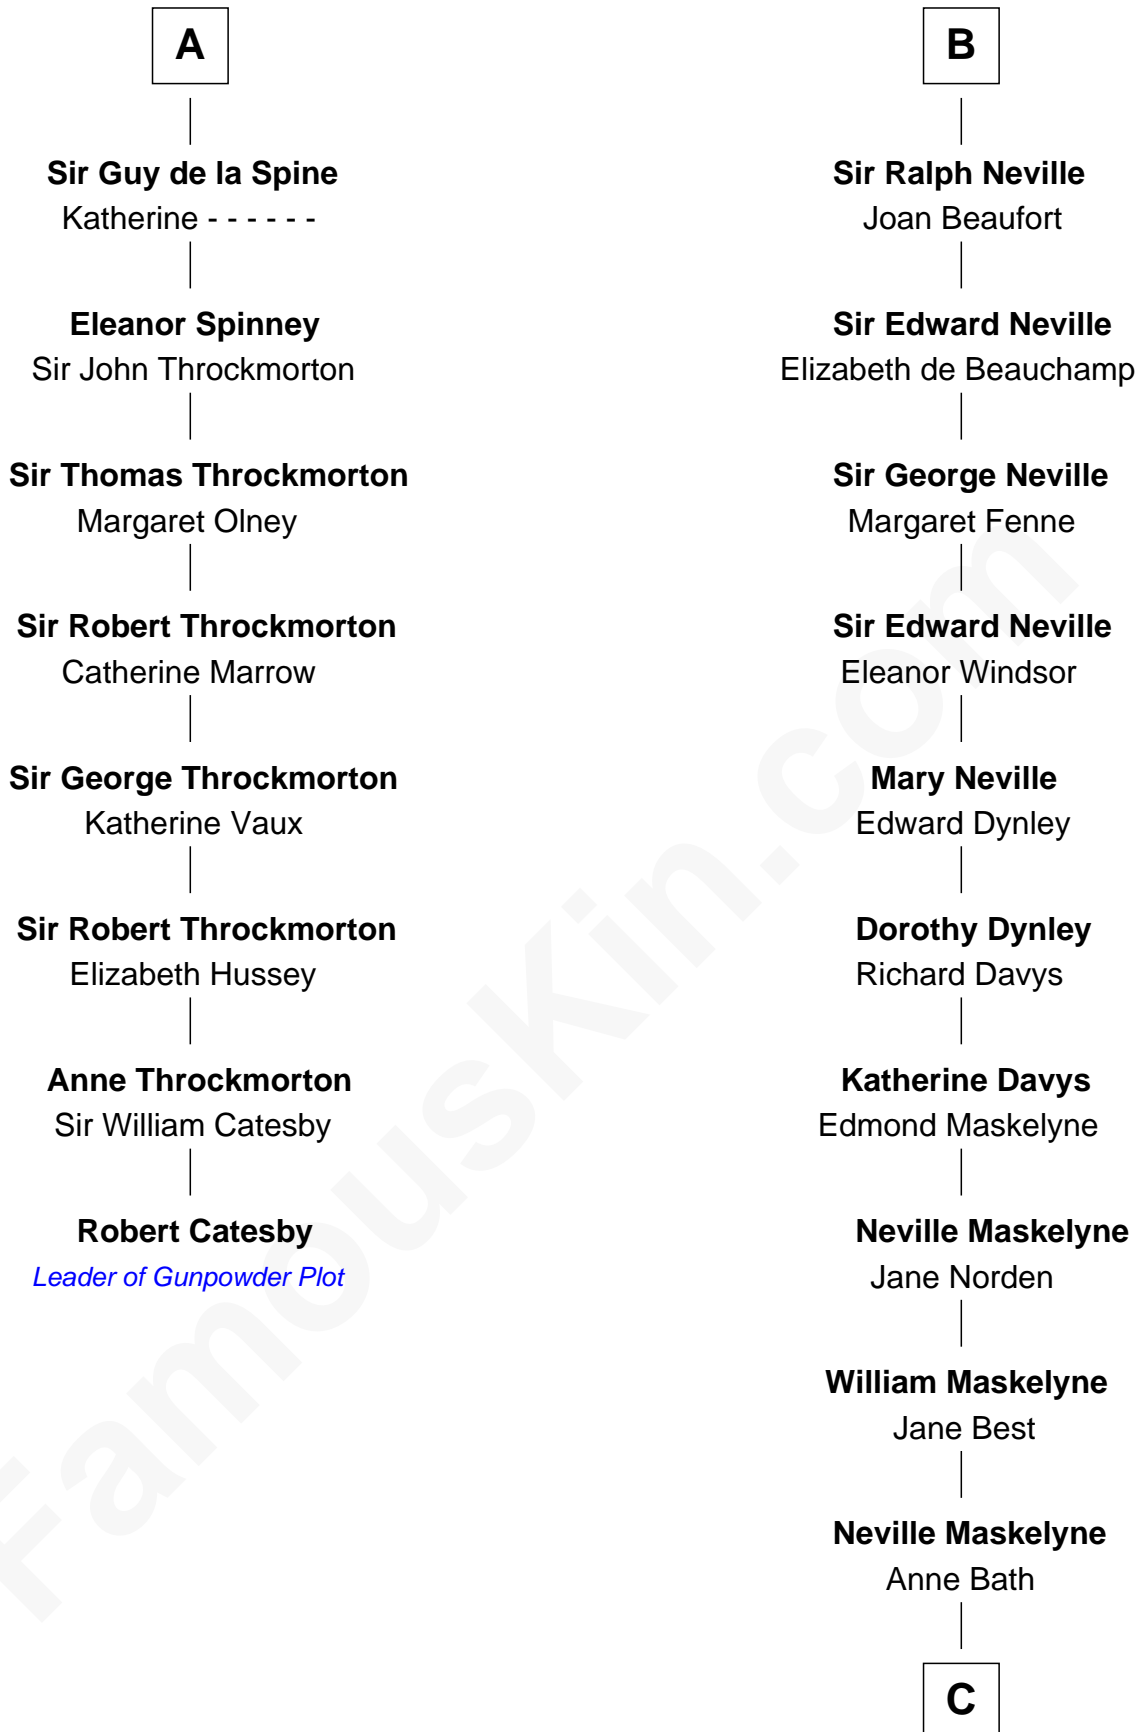 A
Sir Guy de la Spine
Katherine - - - - - -
Eleanor Spinney
Sir John Throckmorton
Sir Thomas Throckmorton
Margaret Olney
Sir Robert Throckmorton
Catherine Marrow
Sir George Throckmorton
Katherine Vaux
Sir Robert Throckmorton
Elizabeth Hussey
Anne Throckmorton
Sir William Catesby
Robert Catesby
Leader of Gunpowder Plot
B
Sir Ralph Neville
Joan Beaufort
Sir Edward Neville
Elizabeth de Beauchamp
Sir George Neville
Margaret Fenne
Sir Edward Neville
Eleanor Windsor
Mary Neville
Edward Dynley
Dorothy Dynley
Richard Davys
Katherine Davys
Edmond Maskelyne
Neville Maskelyne
Jane Norden
William Maskelyne
Jane Best
Neville Maskelyne
Anne Bath
C
FamousKin.com